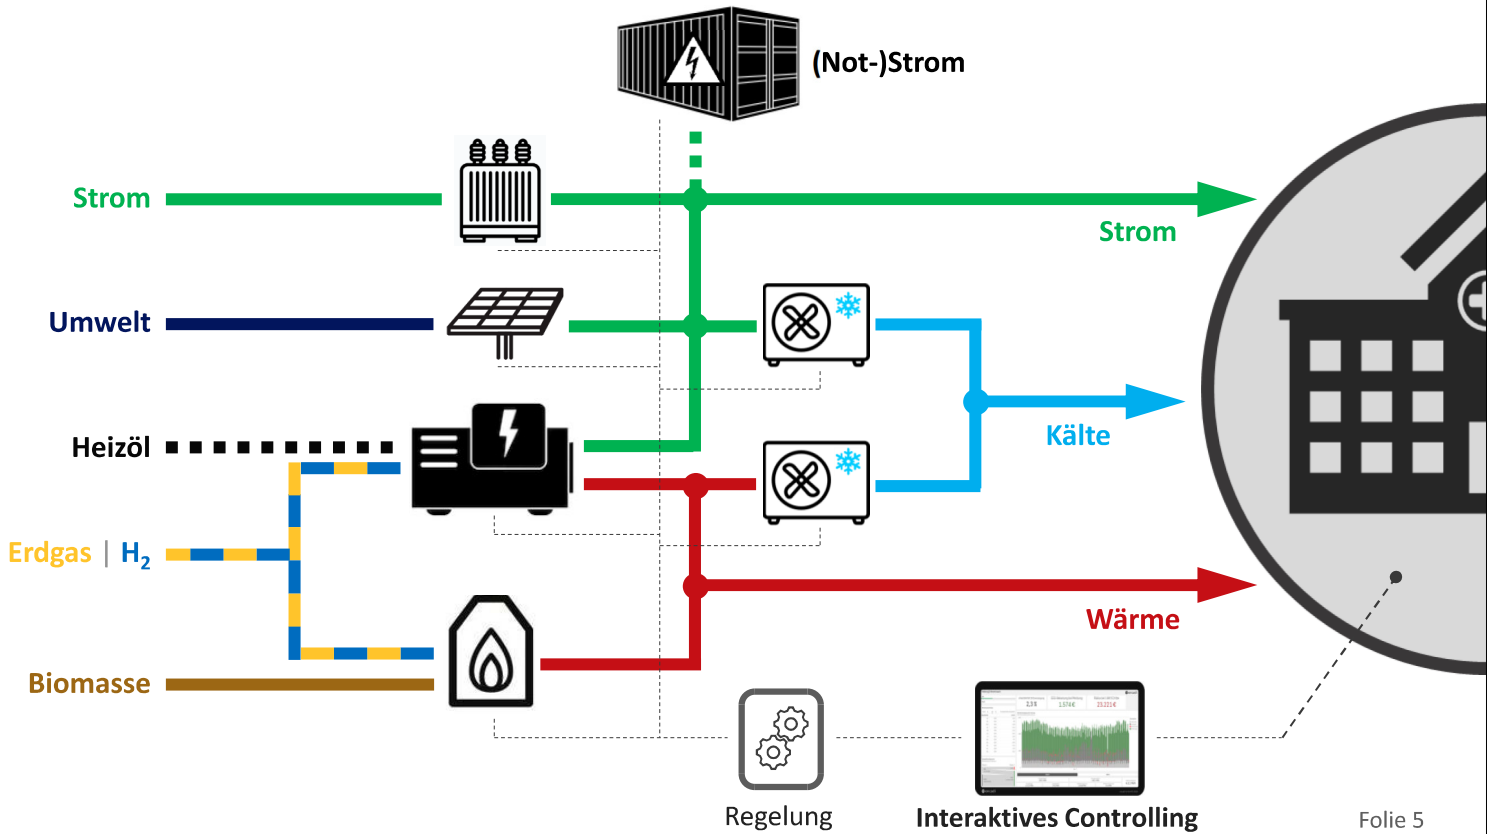 (Not-)Strom
Strom
Strom
Umwelt
Heizöl
Kälte
Erdgas | H₂
Wärme
Biomasse
Regelung
Interaktives Controlling
Folie 5